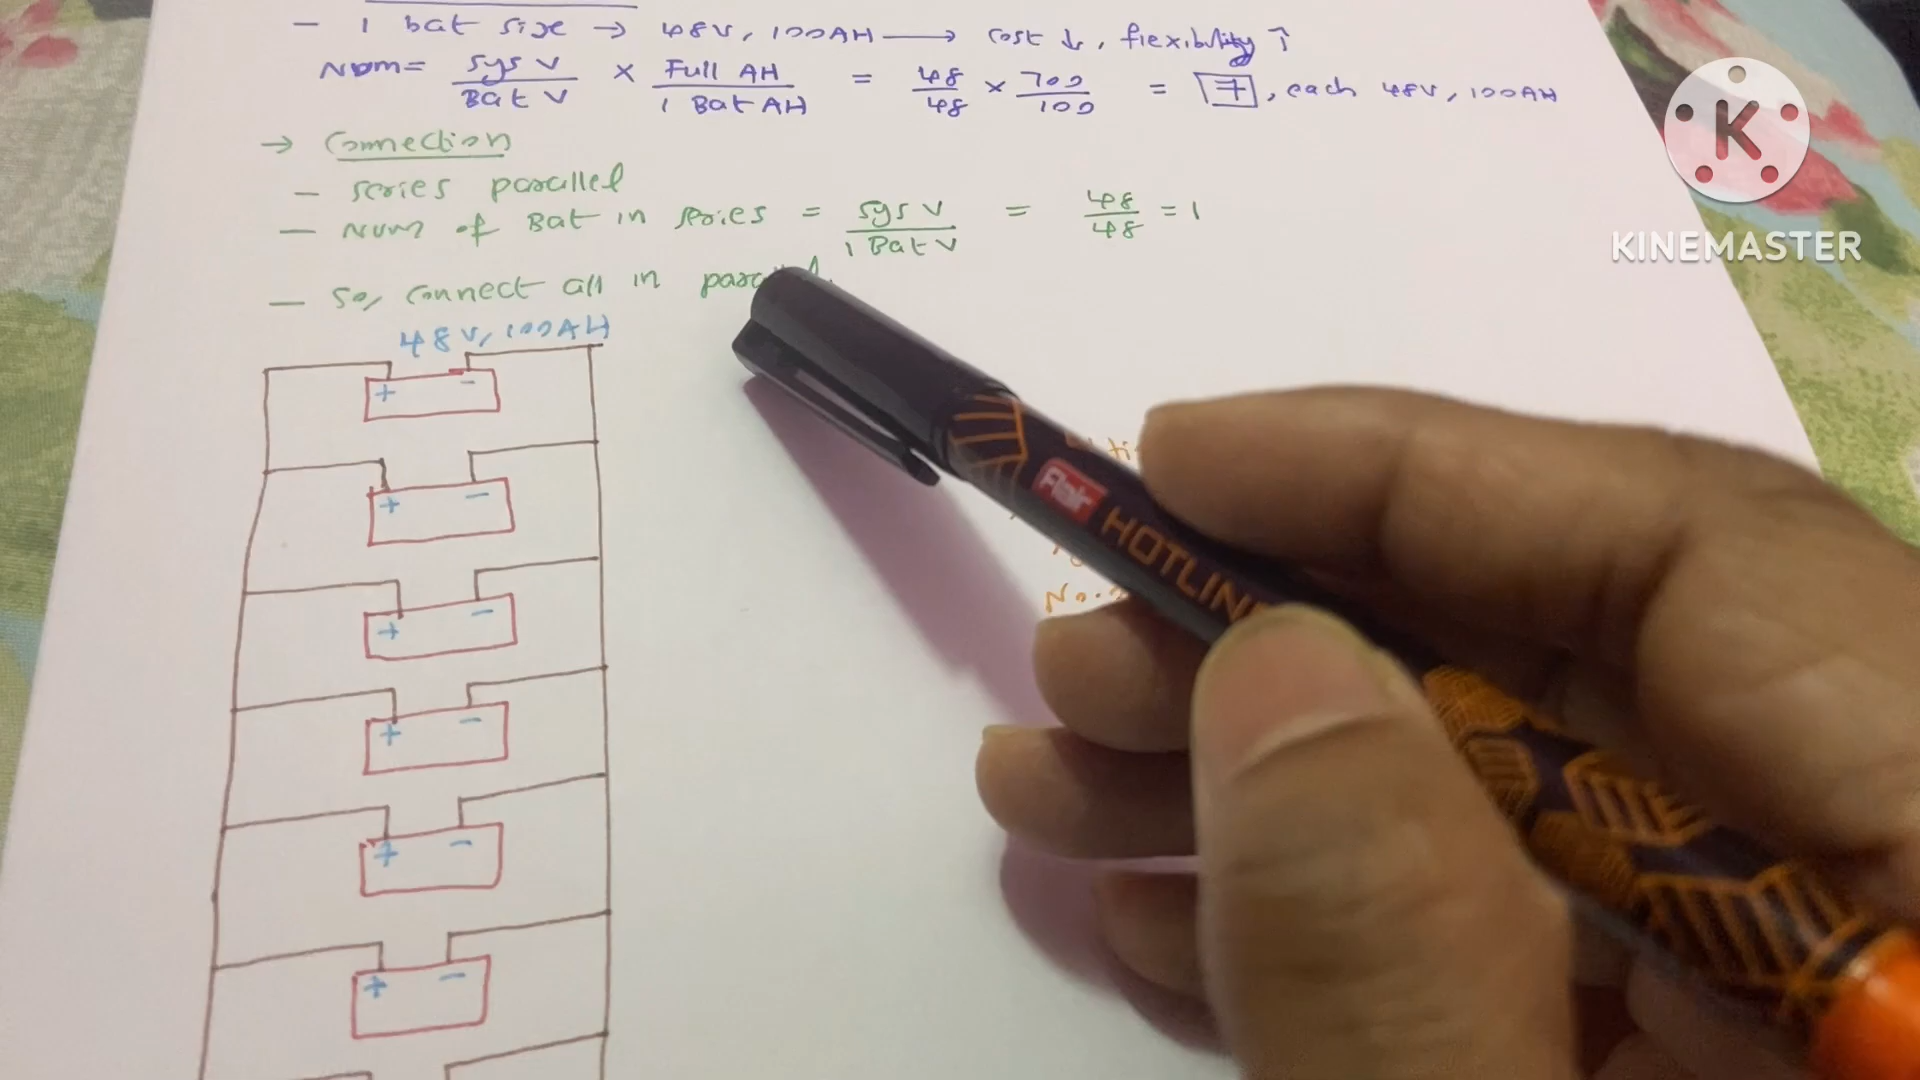 - 1 bat size → 48V, 100AH → cost ↓, flexibility ↑
Num = Sys V / Bat V × Full AH / 1 Bat AH = 48/48 × 700/100 = 7, each 48V, 100AH
→ Connection
- series parallel
- Num of Bat in series = Sys V / 1 Bat V = 48/48 = 1
- So, connect all in
48V, 100AH
+ -
+ -
+ -
+ -
+ -
+ -
No.
Flair HOTLINE
K
KINEMASTER